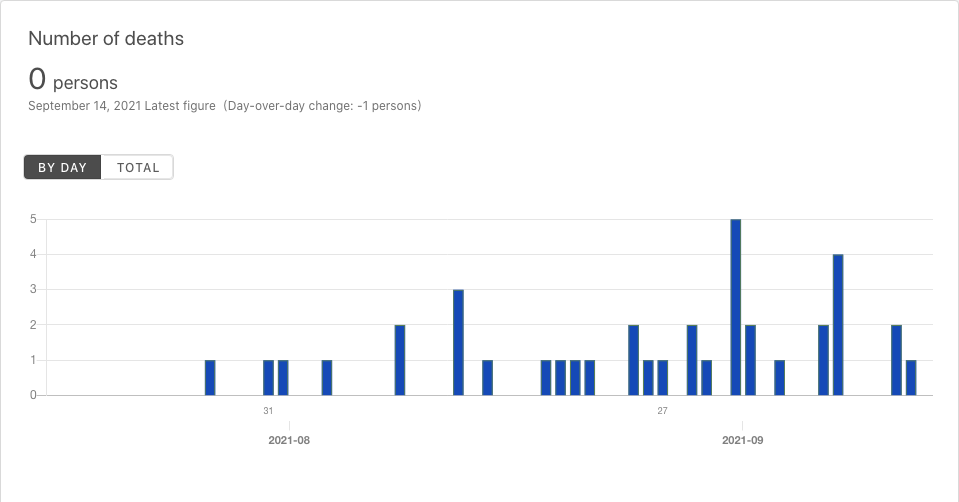 Number of deaths
0 persons
September 14, 2021 Latest figure (Day-over-day change: -1 persons)
BY DAY TOTAL
5
4
3
2
1
0
31 27
2021-08 2021-09